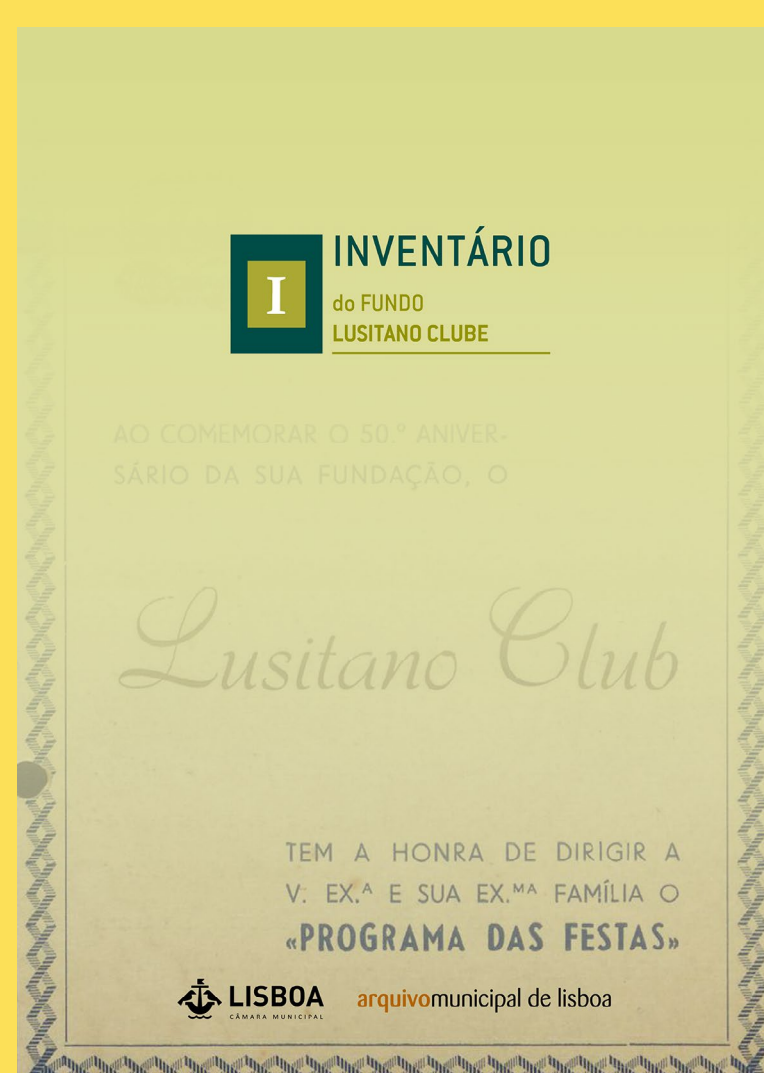 I
INVENTÁRIO
do FUNDO
LUSITANO CLUBE
AO COMEMORAR O 50.º ANIVER-
SÁRIO DA SUA FUNDAÇÃO, O
Lusitano Club
TEM A HONRA DE DIRIGIR A
V. EX.ᴬ E SUA EX.ᴹᴬ FAMÍLIA O
«PROGRAMA DAS FESTAS»
LISBOA
CÂMARA MUNICIPAL
arquivomunicipal de lisboa